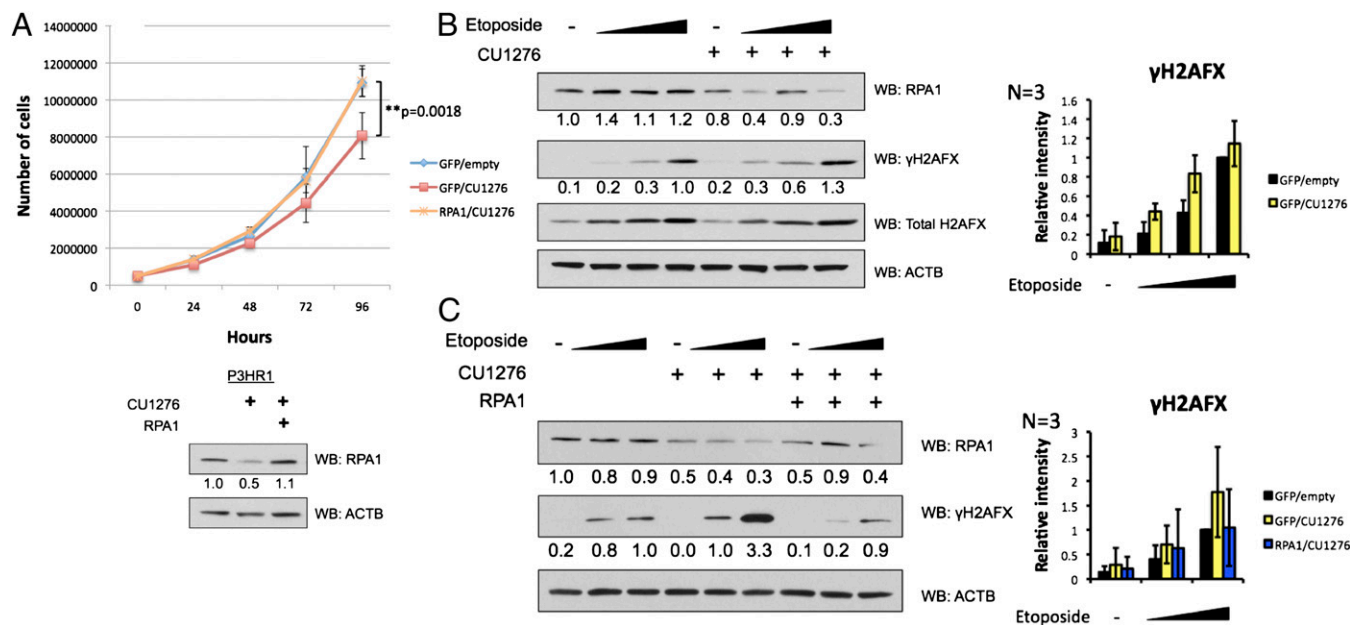 A
14000000
12000000
10000000
8000000
6000000
4000000
2000000
0
Number of cells
0 24 48 72 96
Hours
**p=0.0018
GFP/empty
GFP/CU1276
RPA1/CU1276
P3HR1
CU1276 + +
RPA1 +
WB: RPA1
1.0 0.5 1.1
WB: ACTB
B
Etoposide - -
CU1276 + + + +
WB: RPA1
1.0 1.4 1.1 1.2 0.8 0.4 0.9 0.3
WB: γH2AFX
0.1 0.2 0.3 1.0 0.2 0.3 0.6 1.3
WB: Total H2AFX
WB: ACTB
γH2AFX
N=3
1.6
1.4
1.2
1
0.8
0.6
0.4
0.2
0
Relative intensity
GFP/empty
GFP/CU1276
Etoposide -
C
Etoposide - - -
CU1276 + + + + + +
RPA1 + + +
WB: RPA1
1.0 0.8 0.9 0.5 0.4 0.3 0.5 0.9 0.4
WB: γH2AFX
0.2 0.8 1.0 0.0 1.0 3.3 0.1 0.2 0.9
WB: ACTB
γH2AFX
N=3
3
2.5
2
1.5
1
0.5
0
Relative intensity
GFP/empty
GFP/CU1276
RPA1/CU1276
Etoposide -